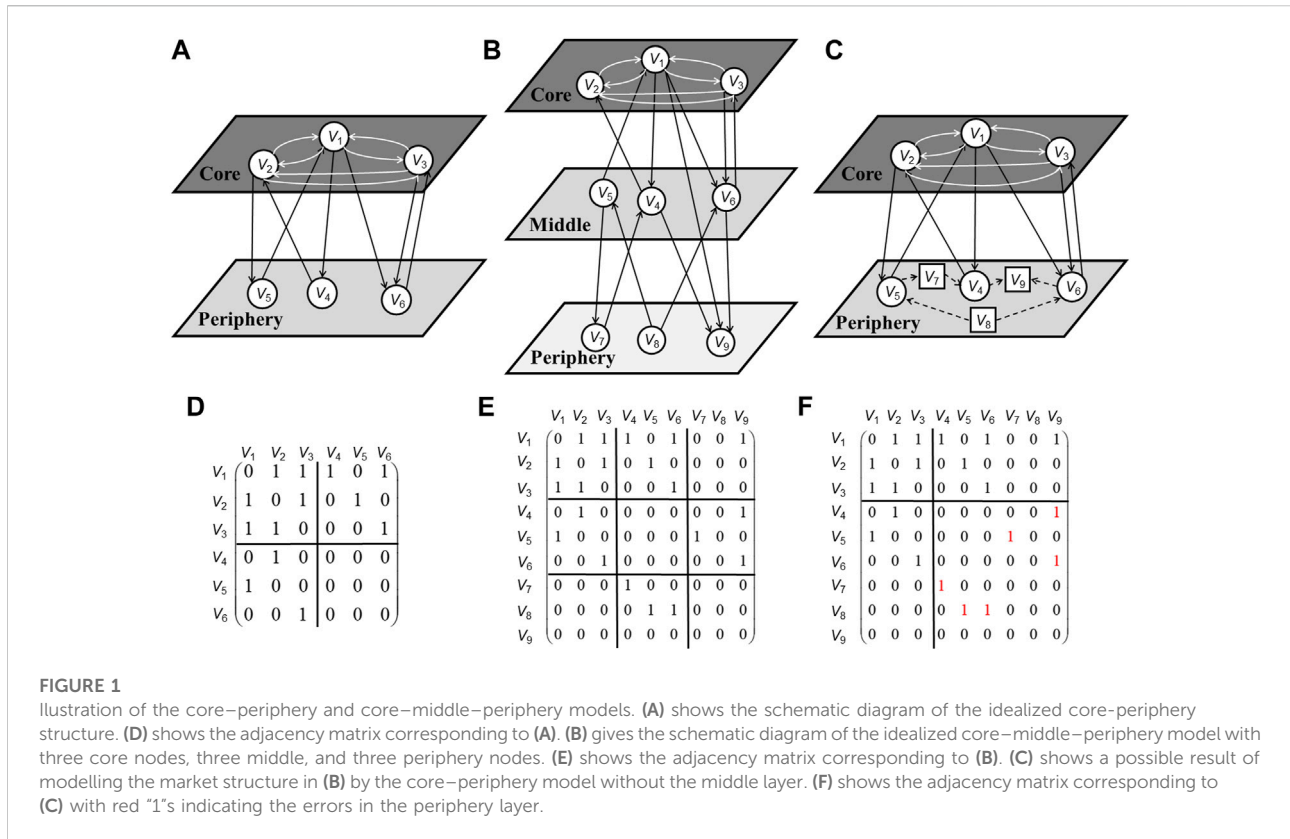 A
V1
V2
V3
Core
V5
V4
V6
Periphery
B
V1
V2
V3
Core
V5
V4
V6
Middle
V7
V8
V9
Periphery
C
V1
V2
V3
Core
V7
V9
V5
V4
V6
V8
Periphery
D
V1 V2 V3 V4 V5 V6
V1 0 1 1 1 0 1
V2 1 0 1 0 1 0
V3 1 1 0 0 0 1
V4 0 1 0 0 0 0
V5 1 0 0 0 0 0
V6 0 0 1 0 0 0
E
V1 V2 V3 V4 V5 V6 V7 V8 V9
V1 0 1 1 1 0 1 0 0 1
V2 1 0 1 0 1 0 0 0 0
V3 1 1 0 0 0 1 0 0 0
V4 0 1 0 0 0 0 0 0 1
V5 1 0 0 0 0 0 1 0 0
V6 0 0 1 0 0 0 0 0 1
V7 0 0 0 1 0 0 0 0 0
V8 0 0 0 0 1 1 0 0 0
V9 0 0 0 0 0 0 0 0 0
F
V1 V2 V3 V4 V5 V6 V7 V8 V9
V1 0 1 1 1 0 1 0 0 1
V2 1 0 1 0 1 0 0 0 0
V3 1 1 0 0 0 1 0 0 0
V4 0 1 0 0 0 0 0 0 1
V5 1 0 0 0 0 0 1 0 0
V6 0 0 1 0 0 0 0 0 1
V7 0 0 0 1 0 0 0 0 0
V8 0 0 0 0 1 1 0 0 0
V9 0 0 0 0 0 0 0 0 0
FIGURE 1
Ilustration of the core–periphery and core–middle–periphery models. (A) shows the schematic diagram of the idealized core-periphery
structure. (D) shows the adjacency matrix corresponding to (A). (B) gives the schematic diagram of the idealized core–middle–periphery model with
three core nodes, three middle, and three periphery nodes. (E) shows the adjacency matrix corresponding to (B). (C) shows a possible result of
modelling the market structure in (B) by the core–periphery model without the middle layer. (F) shows the adjacency matrix corresponding to
(C) with red “1”s indicating the errors in the periphery layer.